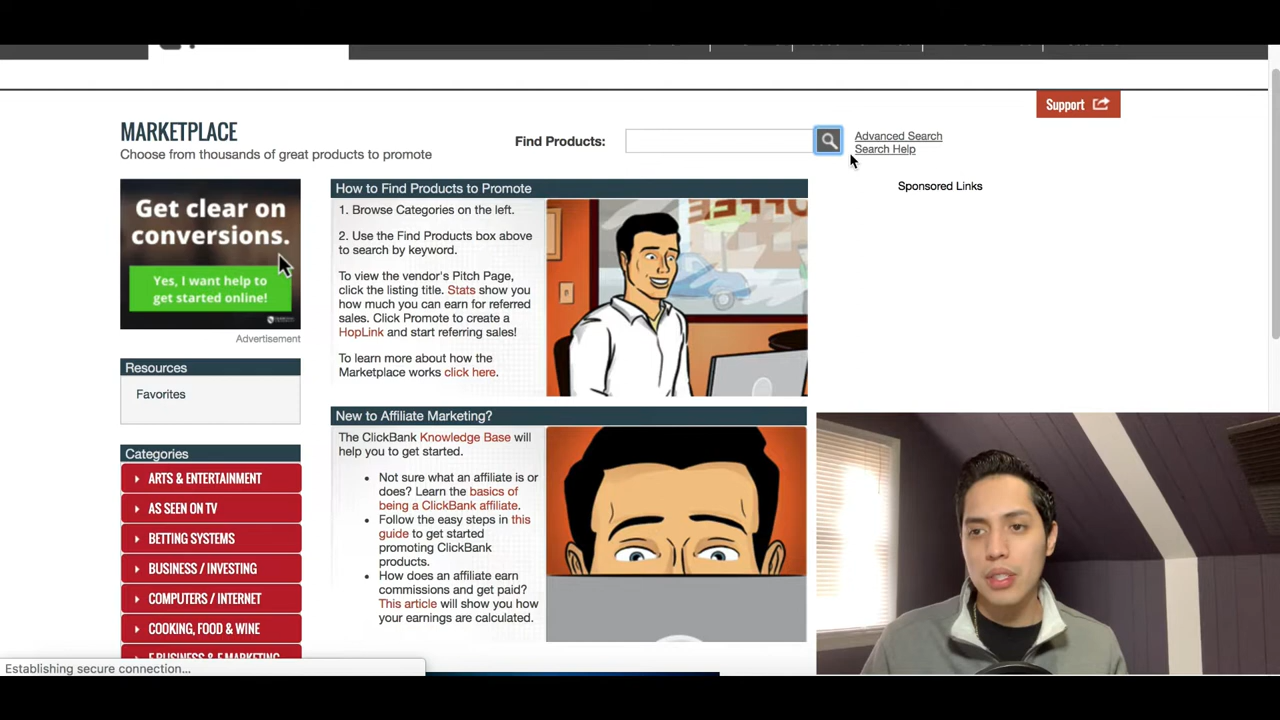 Support
MARKETPLACE
Choose from thousands of great products to promote
Find Products:
Advanced Search
Search Help
Sponsored Links
Get clear on
conversions.
Yes, I want help to
get started online!
Advertisement
Resources
Favorites
Categories
ARTS & ENTERTAINMENT
AS SEEN ON TV
BETTING SYSTEMS
BUSINESS / INVESTING
COMPUTERS / INTERNET
COOKING, FOOD & WINE
E-BUSINESS & E-MARKETING
How to Find Products to Promote
1. Browse Categories on the left.
2. Use the Find Products box above
to search by keyword.
To view the vendor's Pitch Page,
click the listing title. Stats show you
how much you can earn for referred
sales. Click Promote to create a
HopLink and start referring sales!
To learn more about how the
Marketplace works click here.
COFFEE
New to Affiliate Marketing?
The ClickBank Knowledge Base will
help you to get started.
Not sure what an affiliate is or
does? Learn the basics of
being a ClickBank affiliate.
Follow the easy steps in this
guide to get started
promoting ClickBank
products.
How does an affiliate earn
commissions and get paid?
This article will show you how
your earnings are calculated.
Establishing secure connection...